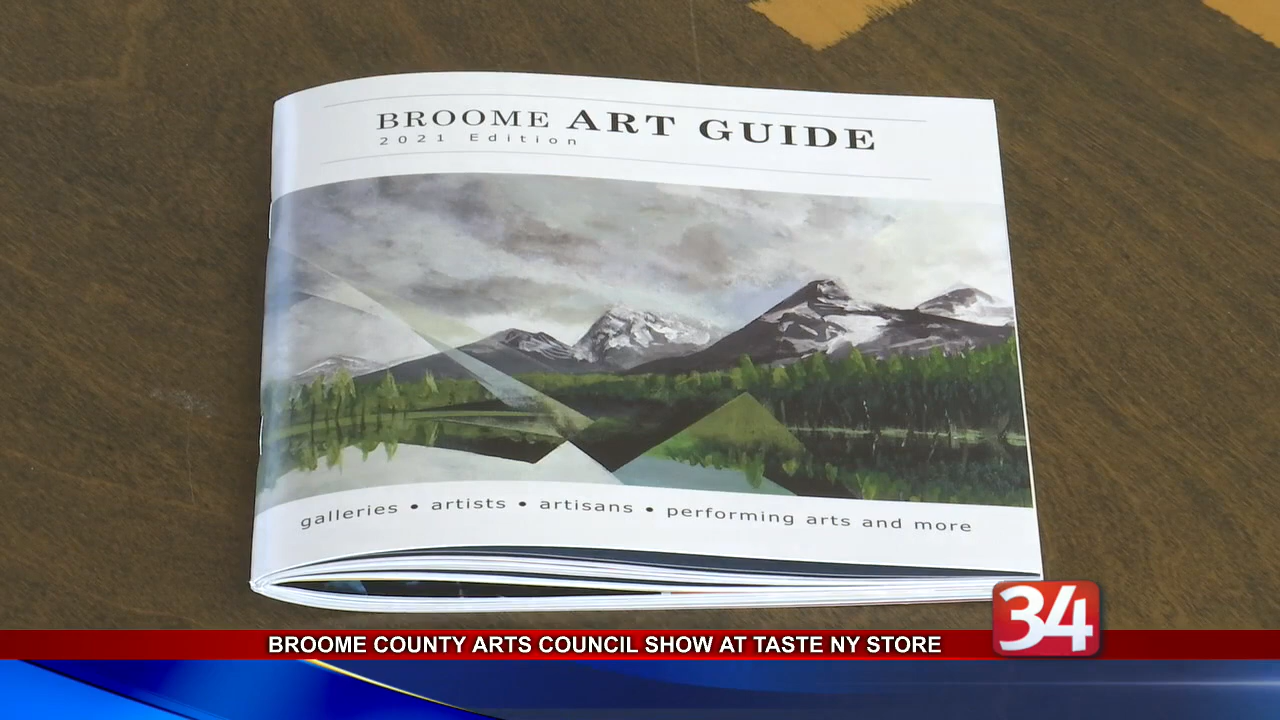 BROOME ART GUIDE
2021 Edition
galleries • artists • artisans • performing arts and more
BROOME COUNTY ARTS COUNCIL SHOW AT TASTE NY STORE
34